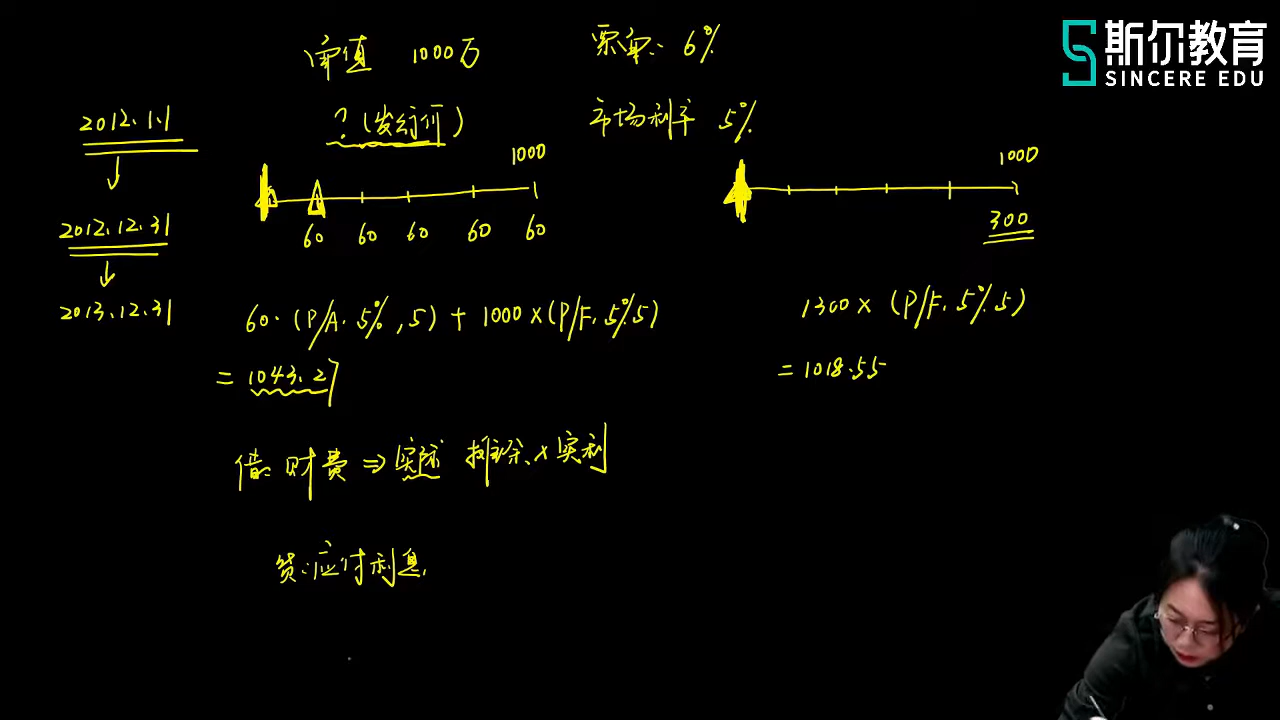 斯尔教育
SINCERE EDU
面值 1000万
票率: 6%
2012.1.1
? (发行价)
市场利率 5%
1000
1000
60 60 60 60 60
300
2012.12.31
2013.12.31
60·(P/A.5%,5) + 1000×(P/F.5%5)
1300×(P/F.5%.5)
= 1043.27
= 1018.55
借: 财费 ⇒ 实际 摊余.×实利
贷:应付利息